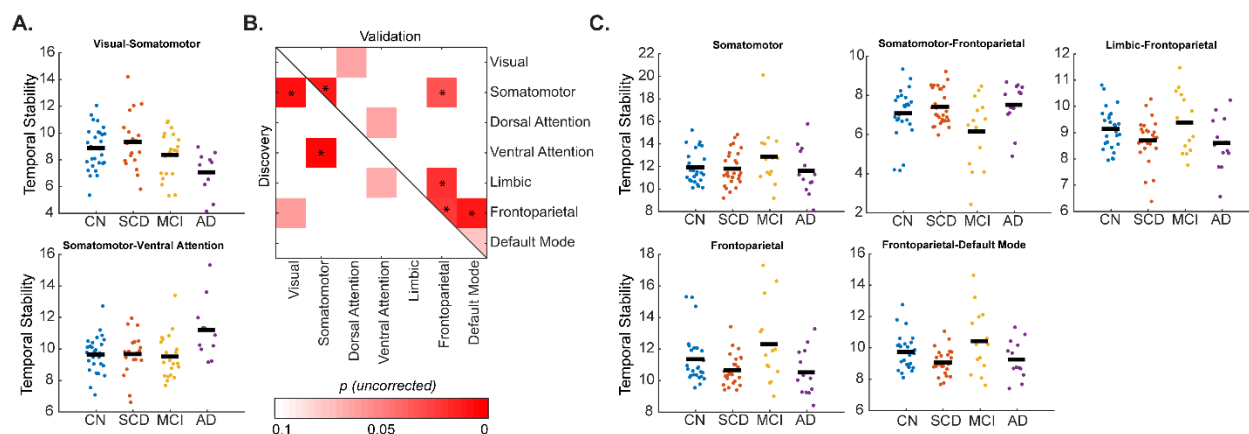 A.
Visual-Somatomotor
Temporal Stability
16
14
12
10
8
6
4
CN SCD MCI AD
Somatomotor-Ventral Attention
Temporal Stability
16
14
12
10
8
6
CN SCD MCI AD
B.
Validation
Discovery
Visual
Somatomotor
Dorsal Attention
Ventral Attention
Limbic
Frontoparietal
Default Mode
* * *
*
*
* *
Visual
Somatomotor
Dorsal Attention
Ventral Attention
Limbic
Frontoparietal
Default Mode
p (uncorrected)
0.1 0.05 0
C.
Somatomotor
Temporal Stability
22
20
18
16
14
12
10
8
CN SCD MCI AD
Somatomotor-Frontoparietal
10
8
6
4
2
CN SCD MCI AD
Limbic-Frontoparietal
12
11
10
9
8
7
6
CN SCD MCI AD
Frontoparietal
Temporal Stability
18
16
14
12
10
8
CN SCD MCI AD
Frontoparietal-Default Mode
16
14
12
10
8
6
CN SCD MCI AD